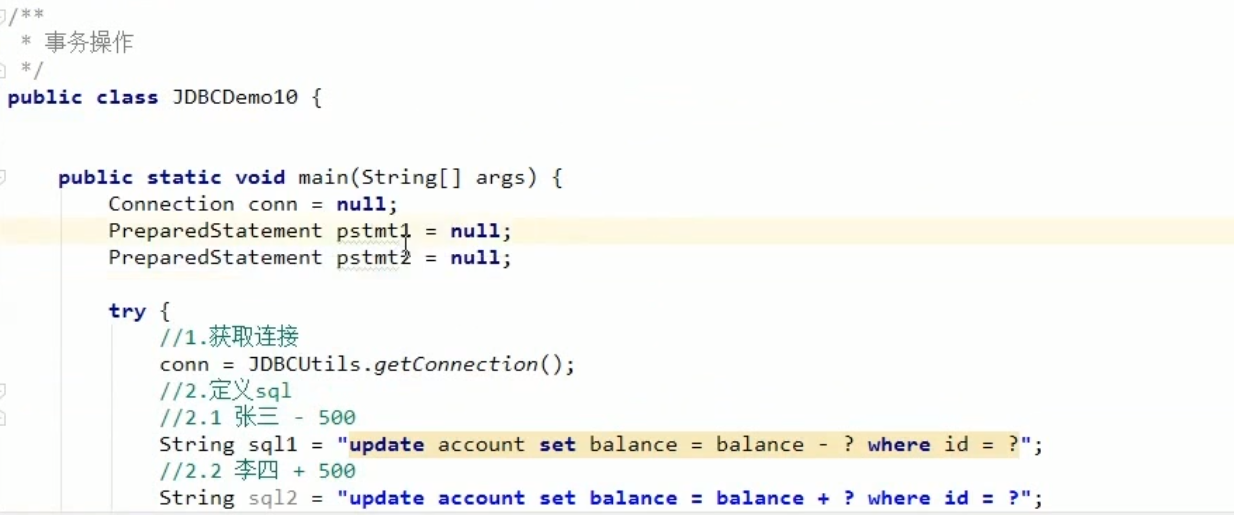 /**
 * 事务操作
 */
public class JDBCDemo10 {
    public static void main(String[] args) {
        Connection conn = null;
        PreparedStatement pstmt1 = null;
        PreparedStatement pstmt2 = null;
        try {
            //1.获取连接
            conn = JDBCUtils.getConnection();
            //2.定义sql
            //2.1 张三 - 500
            String sql1 = "update account set balance = balance - ? where id = ?";
            //2.2 李四 + 500
            String sql2 = "update account set balance = balance + ? where id = ?";